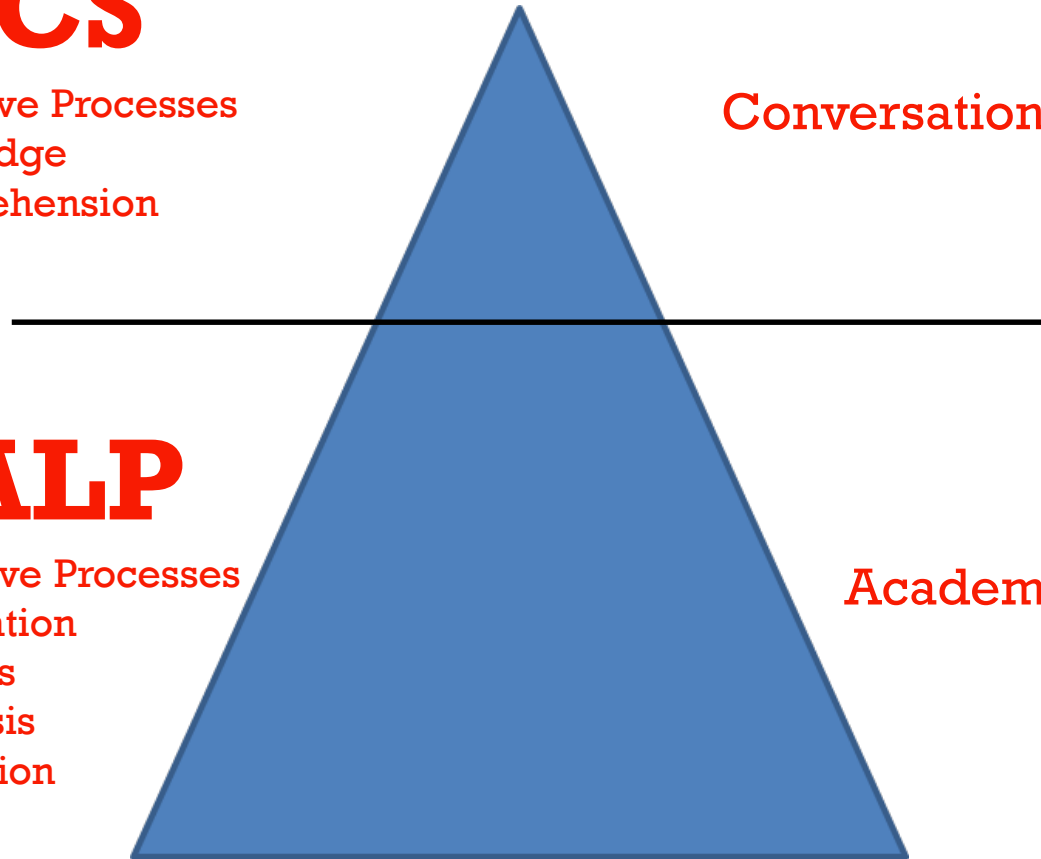 CS
ve Processes
dge
ehension
Conversation
ALP
ve Processes
ation
s
sis
ion
Academ